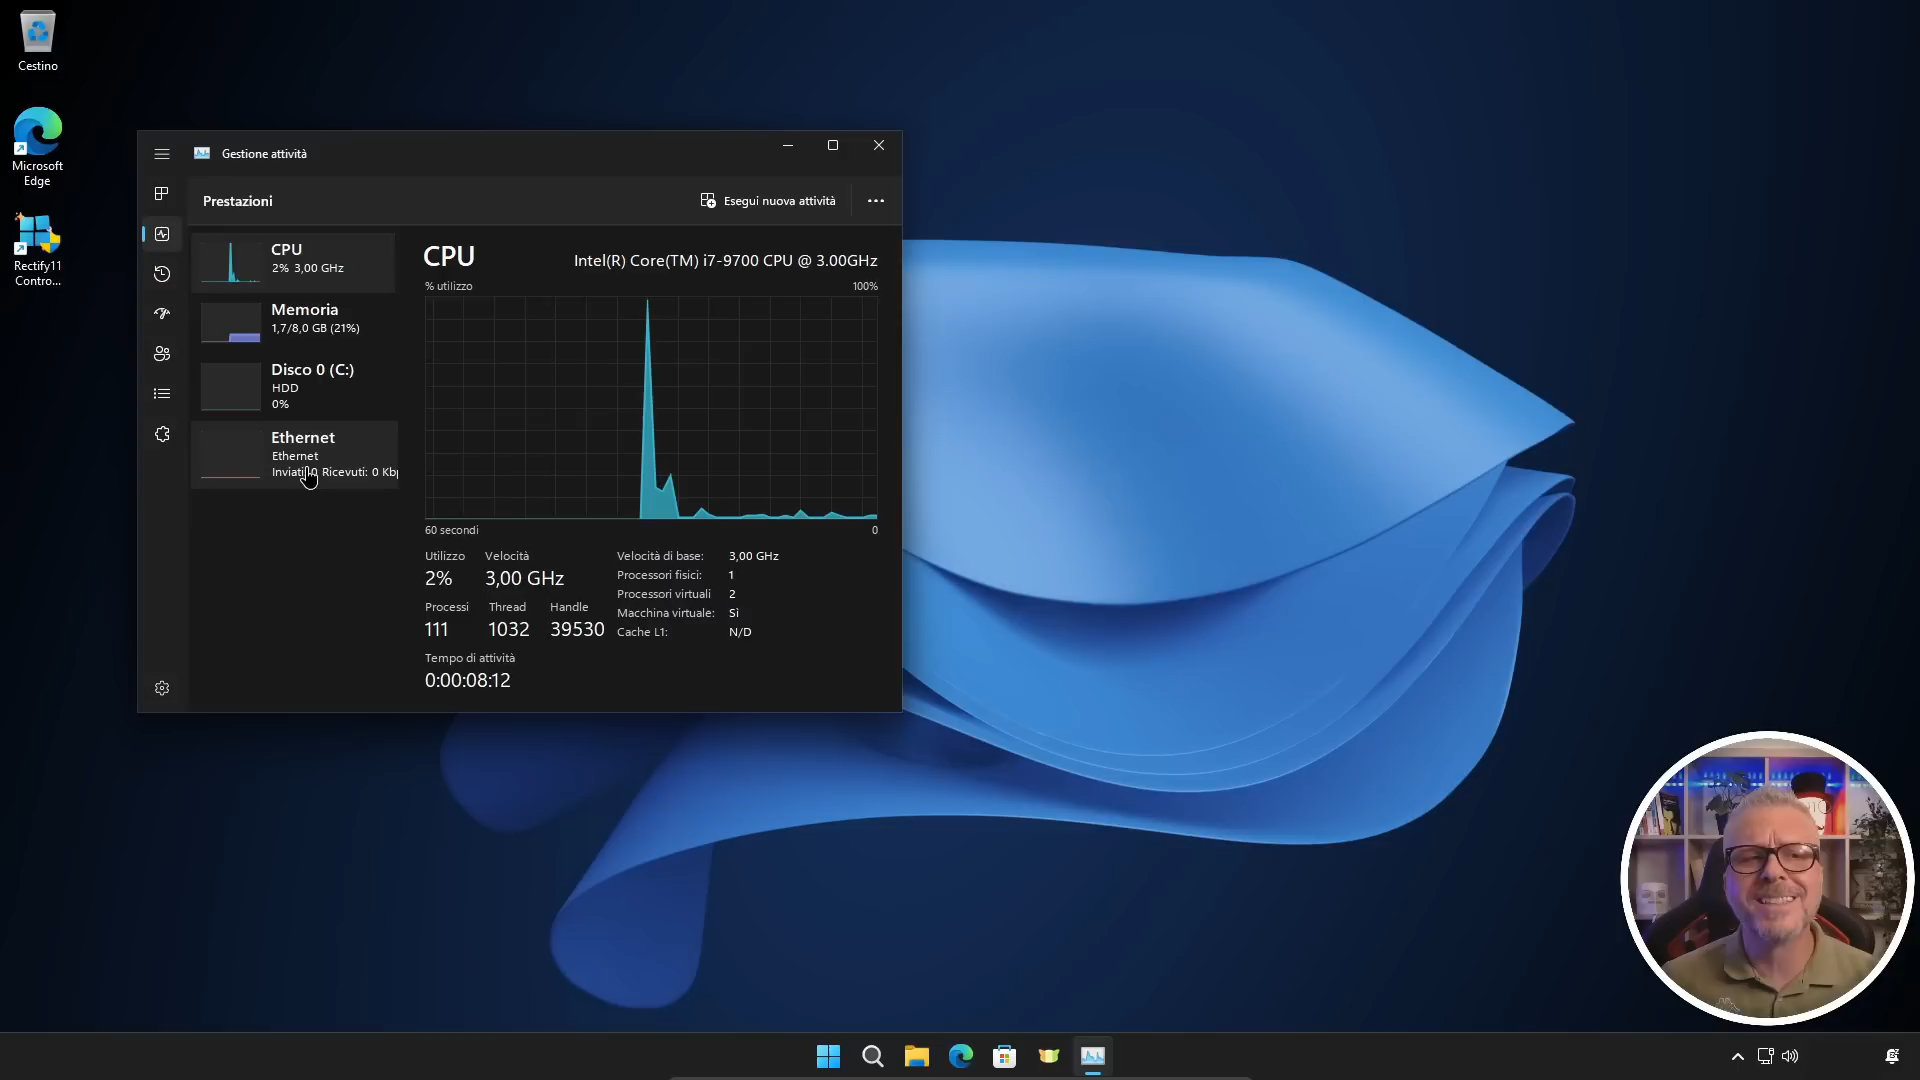 Cestino
Microsoft
Edge
Rectify11
Contro...
Gestione attività
Prestazioni
Esegui nuova attività
CPU
2% 3,00 GHz
Memoria
1,7/8,0 GB (21%)
Disco 0 (C:)
HDD
0%
Ethernet
Ethernet
Inviati: 0 Ricevuti: 0 Kbp
CPU
Intel(R) Core(TM) i7-9700 CPU @ 3.00GHz
% utilizzo
100%
60 secondi
0
Utilizzo
2%
Velocità
3,00 GHz
Processi
111
Thread
1032
Handle
39530
Tempo di attività
0:00:08:12
Velocità di base: 3,00 GHz
Processori fisici: 1
Processori virtuali 2
Macchina virtuale: Sì
Cache L1: N/D